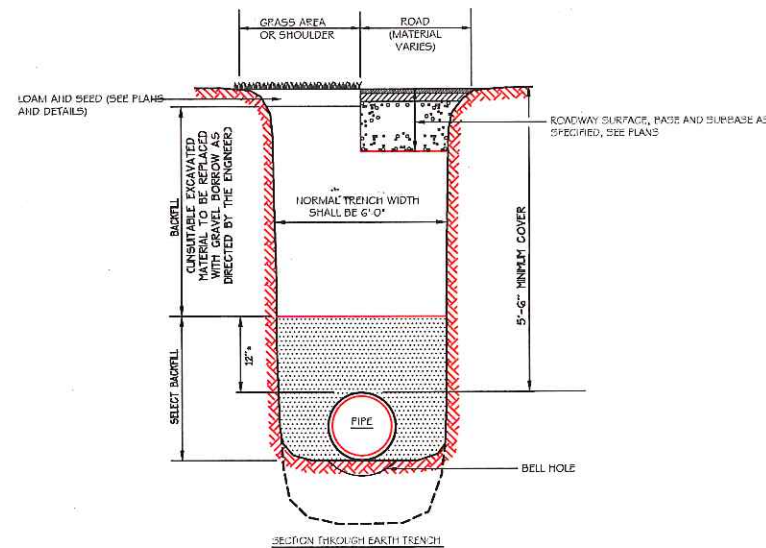 GRASS AREA
OR SHOULDER
ROAD
(MATERIAL
VARIES)
LOAM AND SEED (SEE PLANS
AND DETAILS)
ROADWAY SURFACE, BASE AND SUBBASE AS
SPECIFIED, SEE PLANS
BACKFILL
(UNSUITABLE EXCAVATED
MATERIAL TO BE REPLACED
WITH GRAVEL BORROW AS
DIRECTED BY THE ENGINEER)
NORMAL TRENCH WIDTH
SHALL BE 6'-0"
5'-6" MINIMUM COVER
SELECT BACKFILL
12"±
PIPE
BELL HOLE
SECTION THROUGH EARTH TRENCH